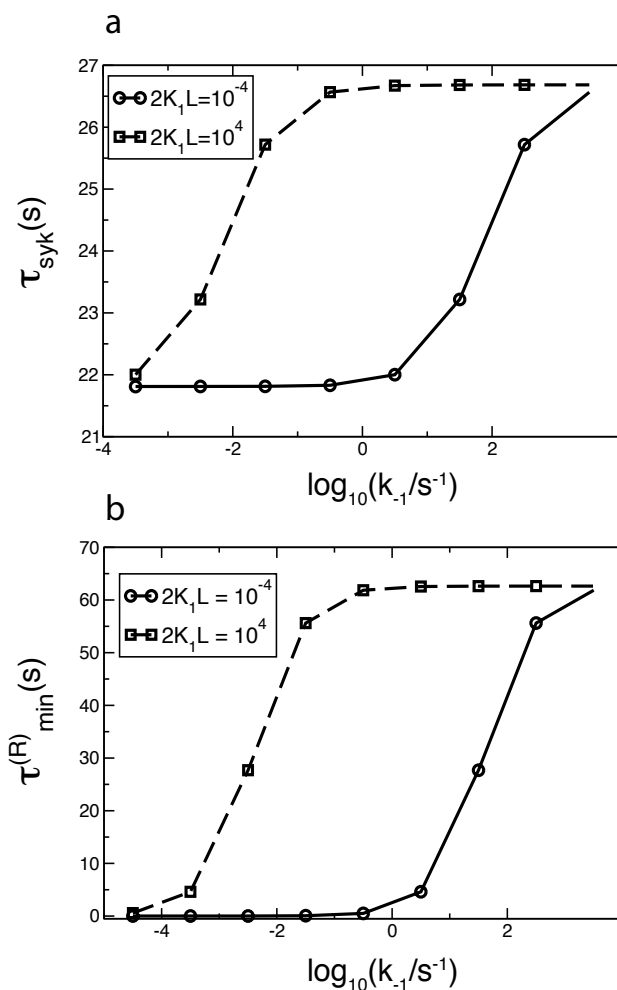 a
27
26
25
24
23
22
21
τsyk(s)
2K₁L=10⁻⁴
2K₁L=10⁴
-4 -2 0 2
log₁₀(k₋₁/s⁻¹)
b
70
60
50
40
30
20
10
0
τ⁽ᴿ⁾min(s)
2K₁L = 10⁻⁴
2K₁L = 10⁴
-4 -2 0 2
log₁₀(k₋₁/s⁻¹)